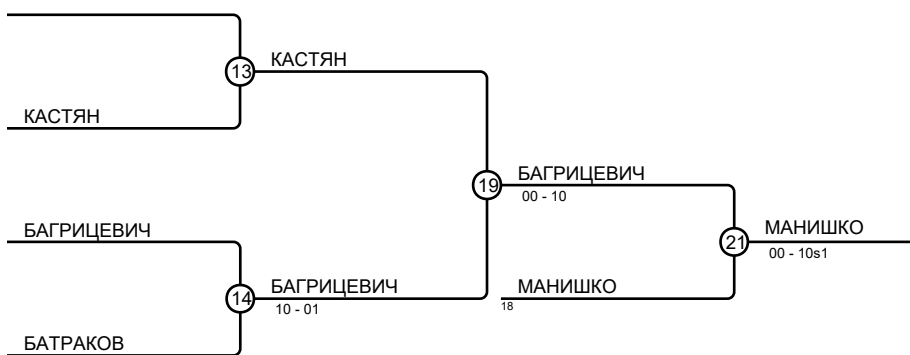 13
КАСТЯН
КАСТЯН
19
БАГРИЦЕВИЧ
00 - 10
БАГРИЦЕВИЧ
21
МАНИШКО
00 - 10s1
14
БАГРИЦЕВИЧ
10 - 01
МАНИШКО
18
БАТРАКОВ